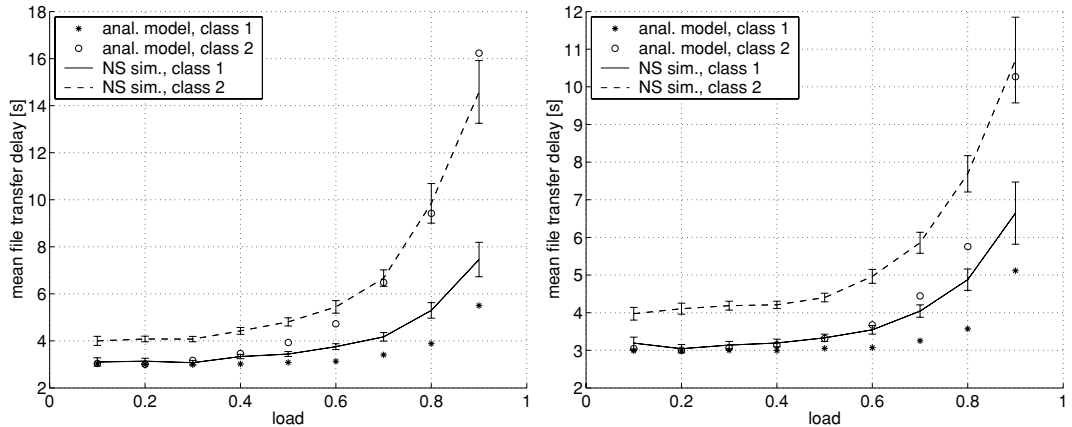 18
16
14
12
10
8
6
4
2
mean file transfer delay [s]
anal. model, class 1
anal. model, class 2
NS sim., class 1
NS sim., class 2
0
0.2
0.4
0.6
0.8
1
load
12
11
10
9
8
7
6
5
4
3
2
mean file transfer delay [s]
anal. model, class 1
anal. model, class 2
NS sim., class 1
NS sim., class 2
0
0.2
0.4
0.6
0.8
1
load